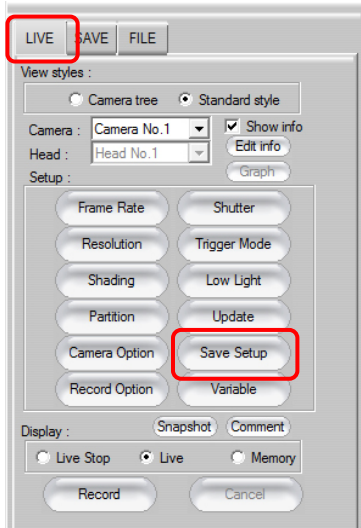 LIVE SAVE FILE
View styles :
Camera tree Standard style
Camera : Camera No.1 Show info
Head : Head No.1 Edit info
Setup : Graph
Frame Rate Shutter
Resolution Trigger Mode
Shading Low Light
Partition Update
Camera Option Save Setup
Record Option Variable
Display : Snapshot Comment
Live Stop Live Memory
Record Cancel